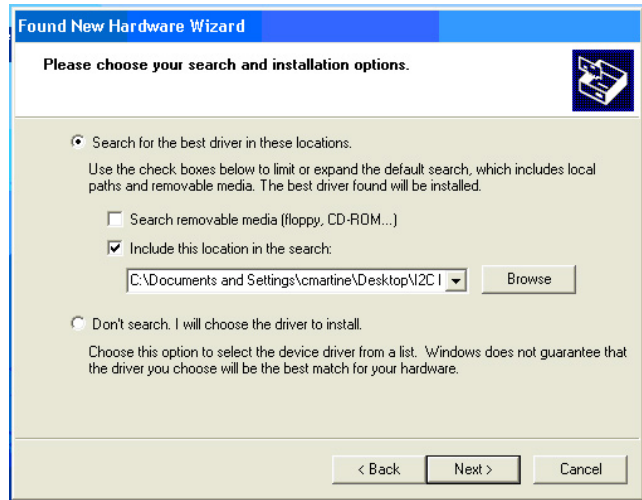 Found New Hardware Wizard
Please choose your search and installation options.
Search for the best driver in these locations.
Use the check boxes below to limit or expand the default search, which includes local
paths and removable media. The best driver found will be installed.
Search removable media (floppy, CD-ROM...)
Include this location in the search:
C:\Documents and Settings\cmartine\Desktop\I2C
Browse
Don't search. I will choose the driver to install.
Choose this option to select the device driver from a list. Windows does not guarantee that
the driver you choose will be the best match for your hardware.
< Back
Next >
Cancel